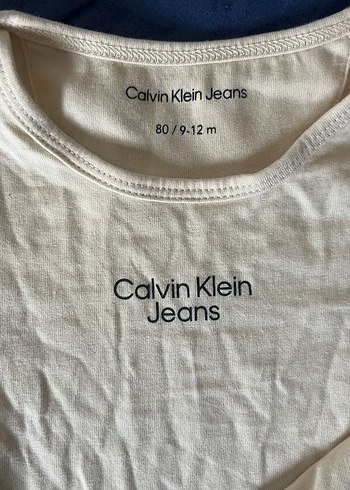 Calvin Klein Jeans
80 / 9-12 m
Calvin Klein
Jeans